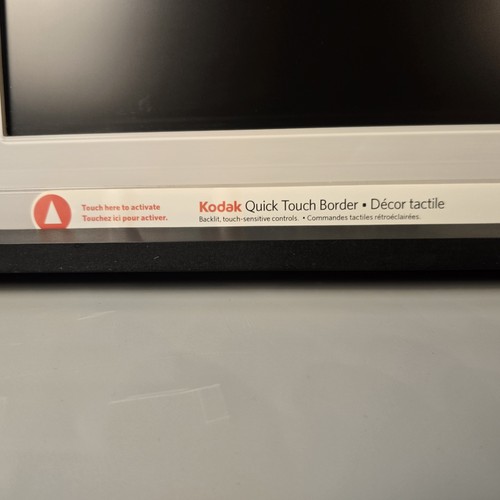 Touch here to activate
Touchez ici pour activer.
Kodak Quick Touch Border • Décor tactile
Backlit, touch-sensitive controls. • Commandes tactiles rétroéclairées.